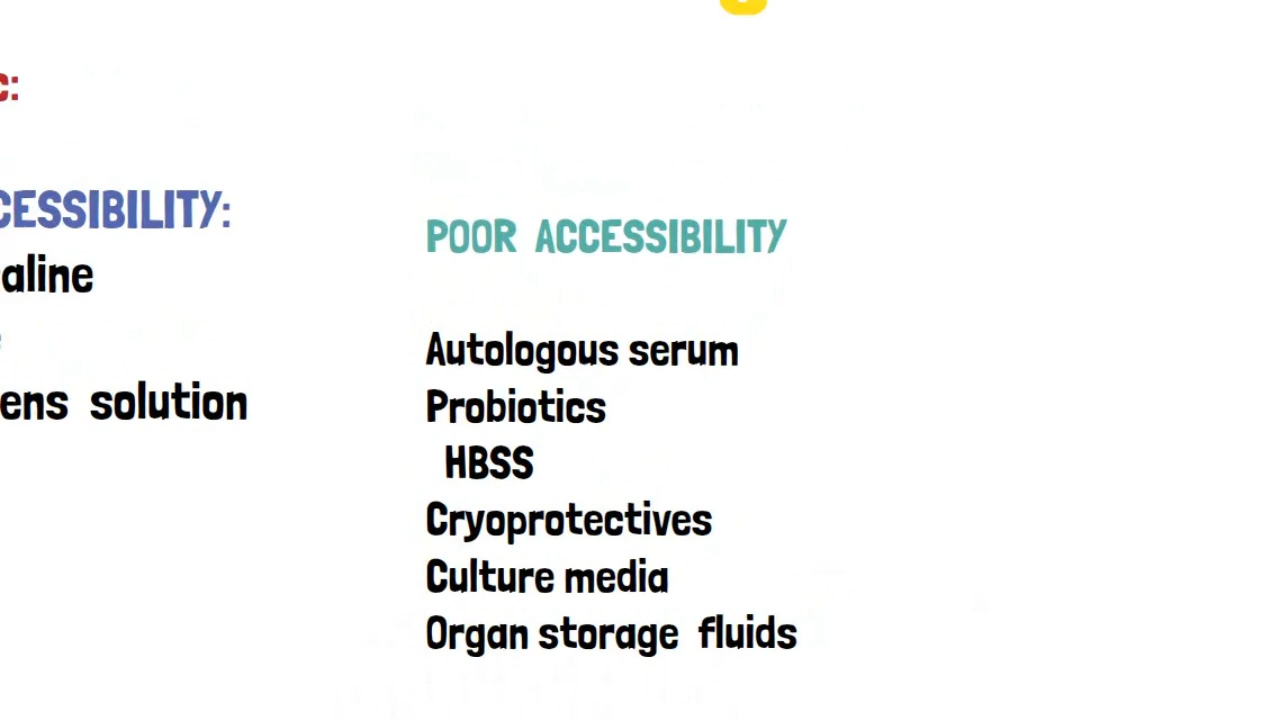 c:
CESSIBILITY:
aline
ens solution
POOR ACCESSIBILITY
Autologous serum
Probiotics
HBSS
Cryoprotectives
Culture media
Organ storage fluids